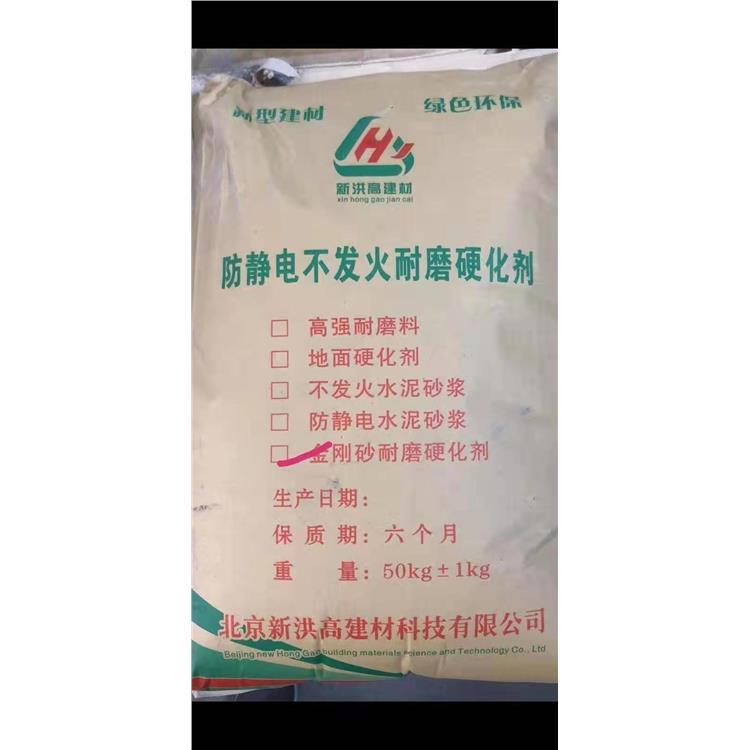 新型建材 绿色环保
新洪高建材
xin hong gao jian cai
防静电不发火耐磨硬化剂
□ 高强耐磨料
□ 地面硬化剂
□ 不发火水泥砂浆
□ 防静电水泥砂浆
□ 金刚砂耐磨硬化剂
生产日期:
保质期:六个月
重量:50kg±1kg
北京新洪高建材科技有限公司
Beijing new Hong Gao building materials science and Technology Co., Ltd